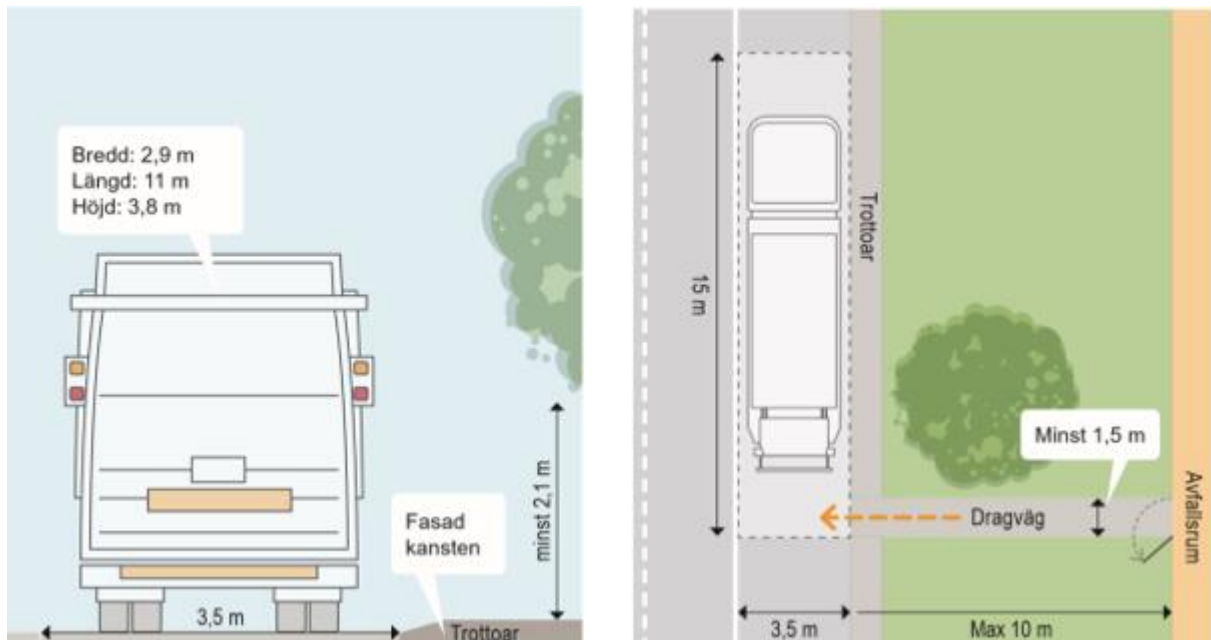 Bredd: 2,9 m
Längd: 11 m
Höjd: 3,8 m
minst 2,1 m
Fasad
kansten
3,5 m
Trottoar
15 m
Trottoar
Minst 1,5 m
Dragväg
Avfallsrum
3,5 m
Max 10 m